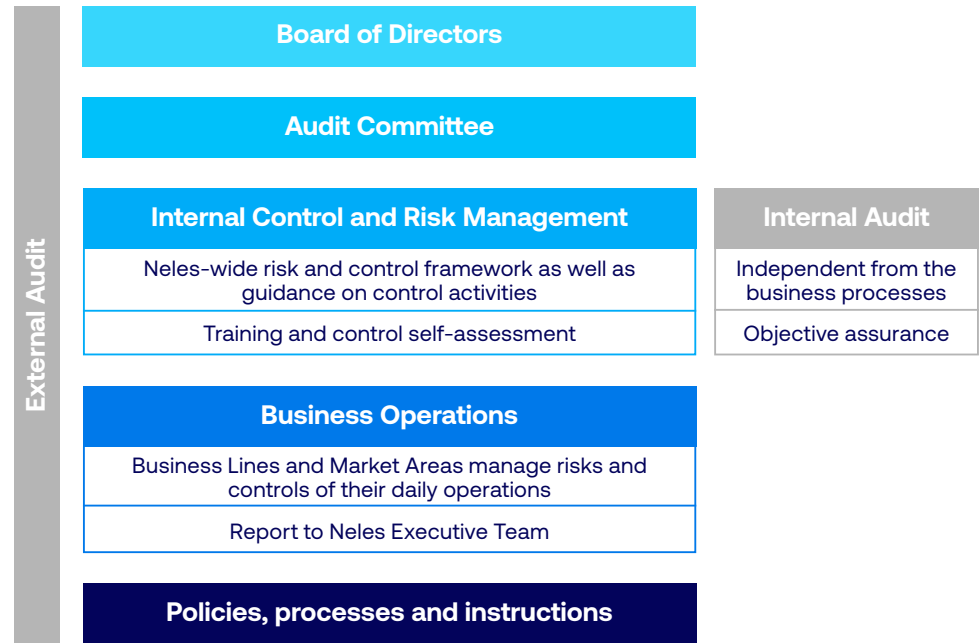 External Audit
Board of Directors
Audit Committee
Internal Control and Risk Management
Neles-wide risk and control framework as well as
guidance on control activities
Training and control self-assessment
Internal Audit
Independent from the
business processes
Objective assurance
Business Operations
Business Lines and Market Areas manage risks and
controls of their daily operations
Report to Neles Executive Team
Policies, processes and instructions